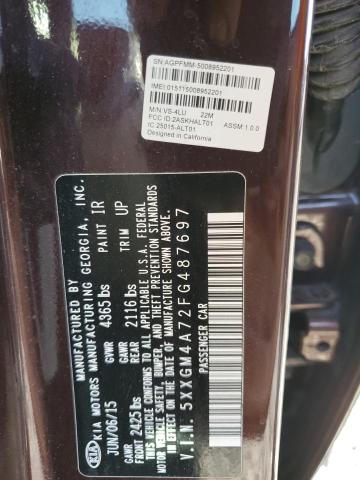 SN:AGPFMM-5008952201
IMEI:015115008952201
M/N:VS-4LU 22M
FCC ID:2ASKHALT01
IC:25015-ALT01 ASSM 1.0.0
Designed in California
KIA
MANUFACTURED BY
KIA MOTORS MANUFACTURING GEORGIA, INC.
JUN/06/15 PAINT IR TRIM UP
GVWR 4365 lbs
GAWR FRONT 2425 lbs GAWR REAR 2116 lbs
THIS VEHICLE CONFORMS TO ALL APPLICABLE U.S.A. FEDERAL
MOTOR VEHICLE SAFETY, BUMPER, AND THEFT PREVENTION STANDARDS
IN EFFECT ON THE DATE OF MANUFACTURE SHOWN ABOVE.
V.I.N. 5XXGM4A72FG487697
PASSENGER CAR